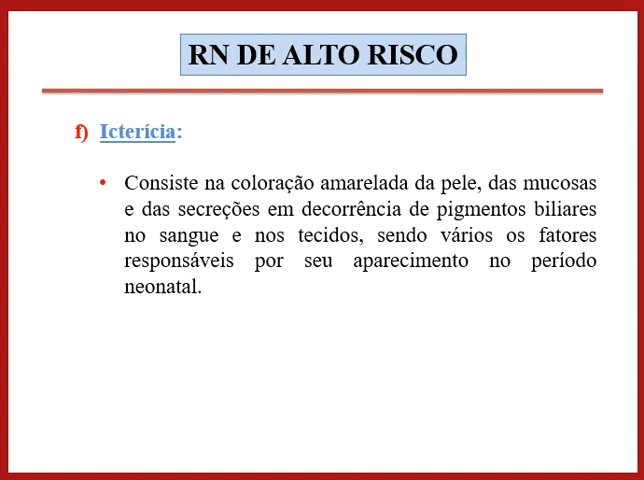 RN DE ALTO RISCO
f) Icterícia:
• Consiste na coloração amarelada da pele, das mucosas
e das secreções em decorrência de pigmentos biliares
no sangue e nos tecidos, sendo vários os fatores
responsáveis por seu aparecimento no período
neonatal.